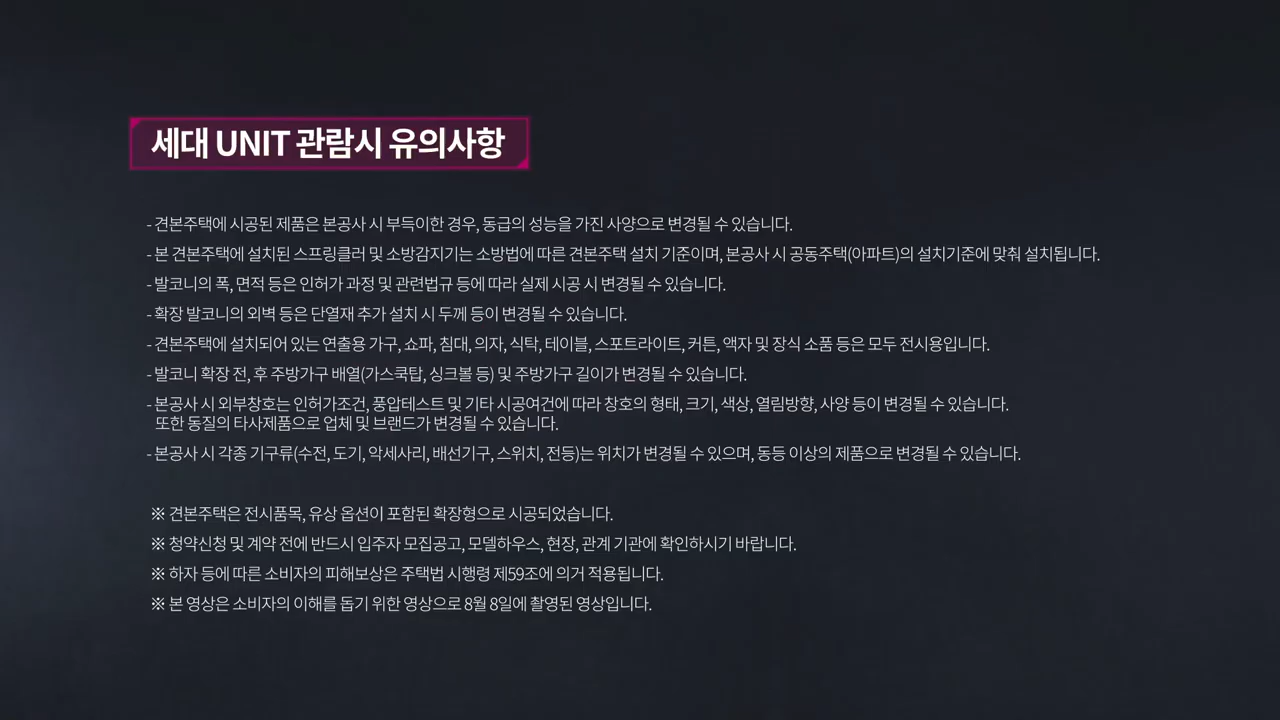 세대 UNIT 관람시 유의사항
- 견본주택에 시공된 제품은 본공사 시 부득이한 경우, 동급의 성능을 가진 사양으로 변경될 수 있습니다.
- 본 견본주택에 설치된 스프링클러 및 소방감지기는 소방법에 따른 견본주택 설치 기준이며, 본공사 시 공동주택(아파트)의 설치기준에 맞춰 설치됩니다.
- 발코니의 폭, 면적 등은 인허가 과정 및 관련법규 등에 따라 실제 시공 시 변경될 수 있습니다.
- 확장 발코니의 외벽 등은 단열재 추가 설치 시 두께 등이 변경될 수 있습니다.
- 견본주택에 설치되어 있는 연출용 가구, 쇼파, 침대, 의자, 식탁, 테이블, 스포트라이트, 커튼, 액자 및 장식 소품 등은 모두 전시용입니다.
- 발코니 확장 전, 후 주방가구 배열(가스쿡탑, 싱크볼 등) 및 주방가구 길이가 변경될 수 있습니다.
- 본공사 시 외부창호는 인허가조건, 풍압테스트 및 기타 시공여건에 따라 창호의 형태, 크기, 색상, 열림방향, 사양 등이 변경될 수 있습니다.
또한 동질의 타사제품으로 업체 및 브랜드가 변경될 수 있습니다.
- 본공사 시 각종 기구류(수전, 도기, 악세사리, 배선기구, 스위치, 전등)는 위치가 변경될 수 있으며, 동등 이상의 제품으로 변경될 수 있습니다.
※ 견본주택은 전시품목, 유상 옵션이 포함된 확장형으로 시공되었습니다.
※ 청약신청 및 계약 전에 반드시 입주자 모집공고, 모델하우스, 현장, 관계 기관에 확인하시기 바랍니다.
※ 하자 등에 따른 소비자의 피해보상은 주택법 시행령 제59조에 의거 적용됩니다.
※ 본 영상은 소비자의 이해를 돕기 위한 영상으로 8월 8일에 촬영된 영상입니다.